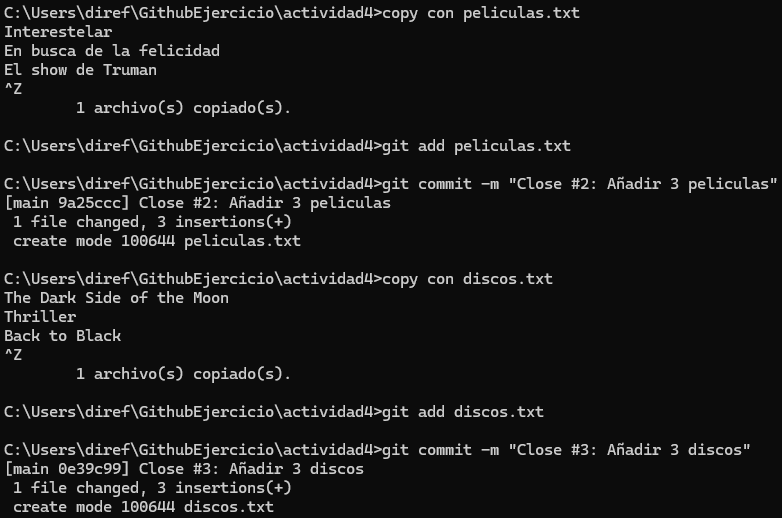 C:\Users\diref\GithubEjercicio\actividad4>copy con peliculas.txt
Interestelar
En busca de la felicidad
El show de Truman
^Z
        1 archivo(s) copiado(s).

C:\Users\diref\GithubEjercicio\actividad4>git add peliculas.txt

C:\Users\diref\GithubEjercicio\actividad4>git commit -m "Close #2: Añadir 3 peliculas"
[main 9a25ccc] Close #2: Añadir 3 peliculas
 1 file changed, 3 insertions(+)
 create mode 100644 peliculas.txt

C:\Users\diref\GithubEjercicio\actividad4>copy con discos.txt
The Dark Side of the Moon
Thriller
Back to Black
^Z
        1 archivo(s) copiado(s).

C:\Users\diref\GithubEjercicio\actividad4>git add discos.txt

C:\Users\diref\GithubEjercicio\actividad4>git commit -m "Close #3: Añadir 3 discos"
[main 0e39c99] Close #3: Añadir 3 discos
 1 file changed, 3 insertions(+)
 create mode 100644 discos.txt